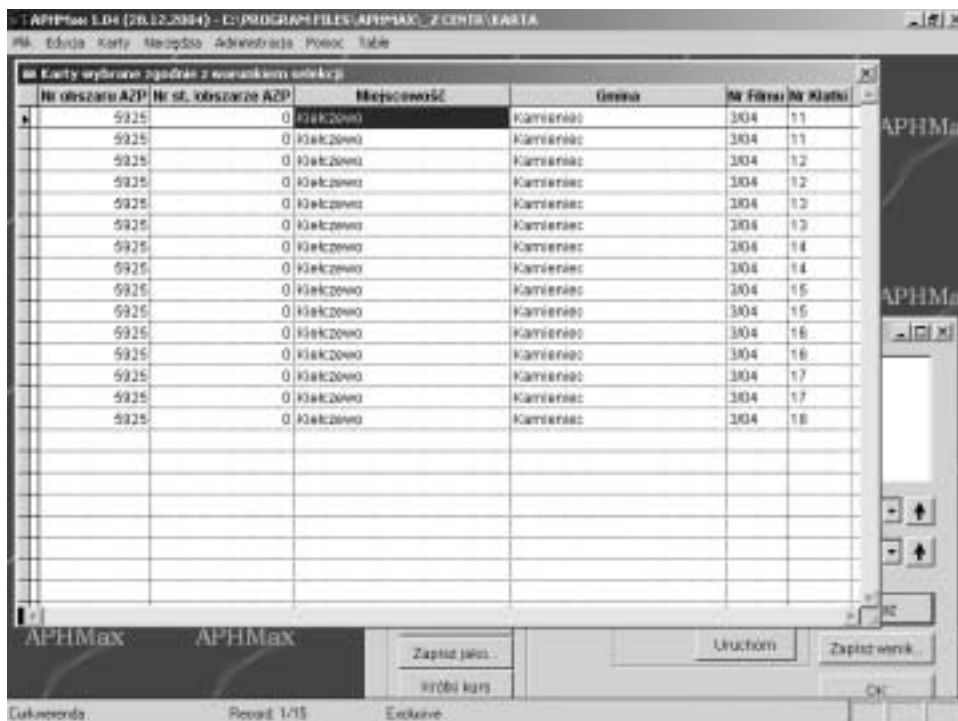 APHMax 1.04 (28.12.2004) - C:\PROGRAM FILES\APHMAX\_Z CENTR\KARTA
Plik Edycja Karty Narzędzia Administracja Pomoc Table
Karty wybrane zgodnie z warunkiem selekcji
Nr obszaru AZP Nr st. /obszarze AZP Miejscowość Gmina Nr Filmu Nr Klatki
5925 0 Kiełczewo Kamieniec 3/04 11
5925 0 Kiełczewo Kamieniec 3/04 11
5925 0 Kiełczewo Kamieniec 3/04 12
5925 0 Kiełczewo Kamieniec 3/04 12
5925 0 Kiełczewo Kamieniec 3/04 13
5925 0 Kiełczewo Kamieniec 3/04 13
5925 0 Kiełczewo Kamieniec 3/04 14
5925 0 Kiełczewo Kamieniec 3/04 14
5925 0 Kiełczewo Kamieniec 3/04 15
5925 0 Kiełczewo Kamieniec 3/04 15
5925 0 Kiełczewo Kamieniec 3/04 16
5925 0 Kiełczewo Kamieniec 3/04 16
5925 0 Kiełczewo Kamieniec 3/04 17
5925 0 Kiełczewo Kamieniec 3/04 17
5925 0 Kiełczewo Kamieniec 3/04 18
APHMa
APHMa
APHMax APHMax
Zapisz jako... Uruchom Zapisz wynik...
Krótki kurs OK
Record: 1/15 Exclusive